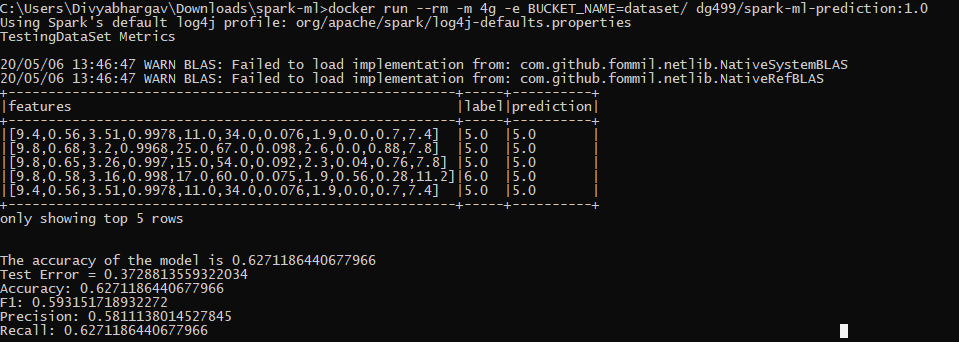 C:\Users\Divyabhargav\Downloads\spark-ml>docker run --rm -m 4g -e BUCKET_NAME=dataset/ dg499/spark-ml-prediction:1.0
Using Spark's default log4j profile: org/apache/spark/log4j-defaults.properties
TestingDataSet Metrics
20/05/06 13:46:47 WARN BLAS: Failed to load implementation from: com.github.fommil.netlib.NativeSystemBLAS
20/05/06 13:46:47 WARN BLAS: Failed to load implementation from: com.github.fommil.netlib.NativeRefBLAS
+--------------------------------------------------------+-----+----------+
|features                                                |label|prediction|
+--------------------------------------------------------+-----+----------+
|[9.4,0.56,3.51,0.9978,11.0,34.0,0.076,1.9,0.0,0.7,7.4]  |5.0  |5.0       |
|[9.8,0.68,3.2,0.9968,25.0,67.0,0.098,2.6,0.0,0.88,7.8]  |5.0  |5.0       |
|[9.8,0.65,3.26,0.997,15.0,54.0,0.092,2.3,0.04,0.76,7.8] |5.0  |5.0       |
|[9.8,0.58,3.16,0.998,17.0,60.0,0.075,1.9,0.56,0.28,11.2]|6.0  |5.0       |
|[9.4,0.56,3.51,0.9978,11.0,34.0,0.076,1.9,0.0,0.7,7.4]  |5.0  |5.0       |
+--------------------------------------------------------+-----+----------+
only showing top 5 rows
The accuracy of the model is 0.6271186440677966
Test Error = 0.3728813559322034
Accuracy: 0.6271186440677966
F1: 0.593151718932272
Precision: 0.5811138014527845
Recall: 0.6271186440677966